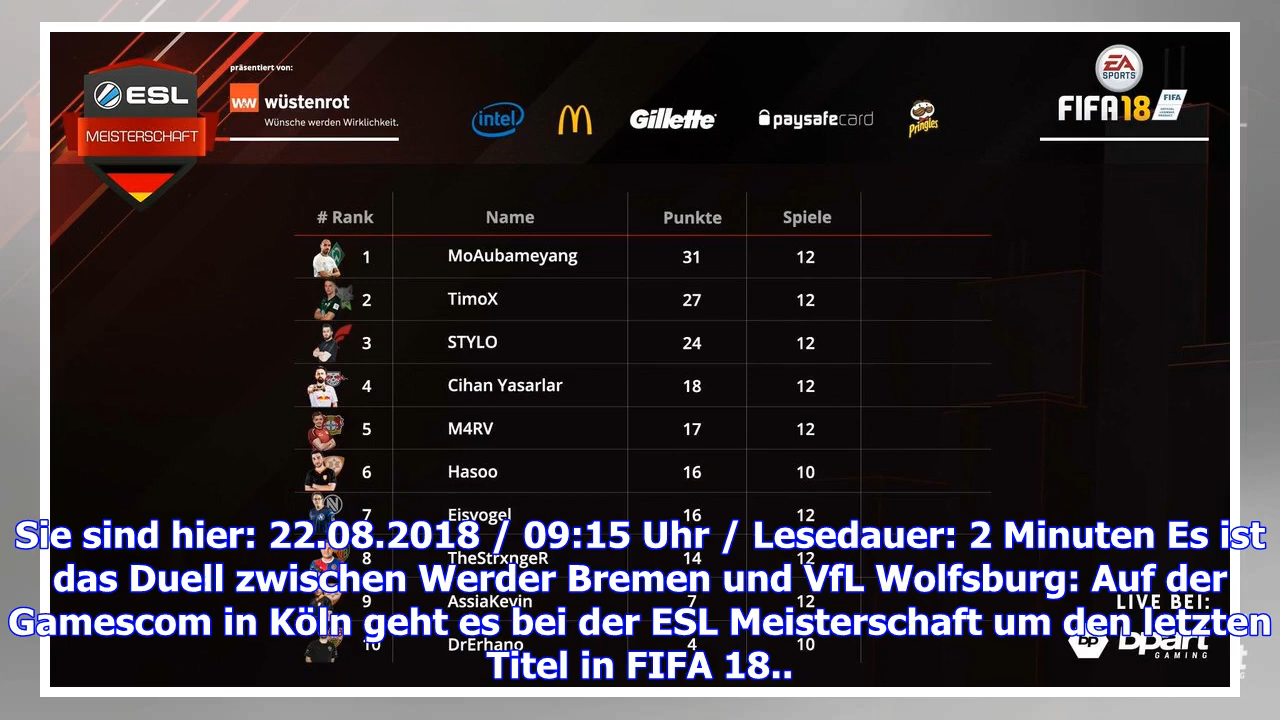 präsentiert von:
ESL
MEISTERSCHAFT
W&W wüstenrot
Wünsche werden Wirklichkeit.
intel
Gillette
paysafecard
Pringles
EA SPORTS
FIFA 18
FIFA
# Rank Name Punkte Spiele
1 MoAubameyang 31 12
2 TimoX 27 12
3 STYLO 24 12
4 Cihan Yasarlar 18 12
5 M4RV 17 12
6 Hasoo 16 10
7 Eisvogel 16 12
8 TheStrxngeR 14 12
9 AssiaKevin 7 12
10 DrErhano 4 10
Sie sind hier: 22.08.2018 / 09:15 Uhr / Lesedauer: 2 Minuten Es ist
das Duell zwischen Werder Bremen und VfL Wolfsburg: Auf der
Gamescom in Köln geht es bei der ESL Meisterschaft um den letzten
Titel in FIFA 18..
LIVE BEI:
Dpart
GAMING